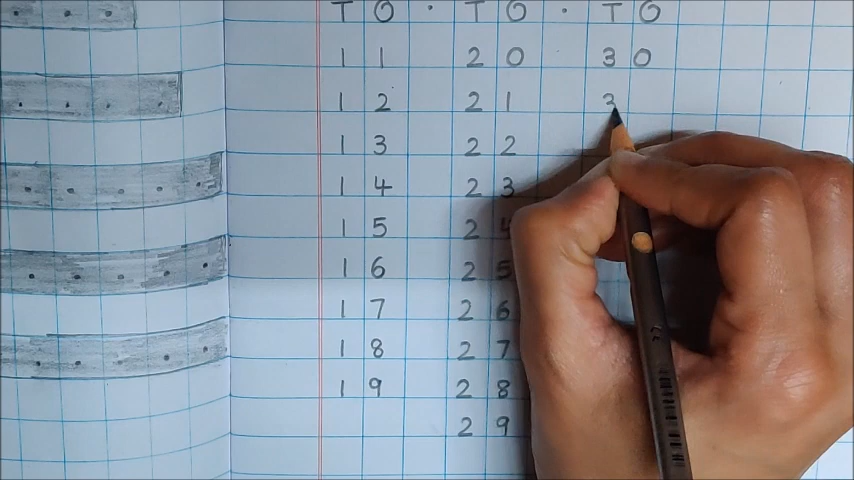 T O . T O . T O
1 1 2 0 3 0
1 2 2 1 3
1 3 2 2
1 4 2 3
1 5 2 4
1 6 2 5
1 7 2 6
1 8 2 7
1 9 2 8
2 9